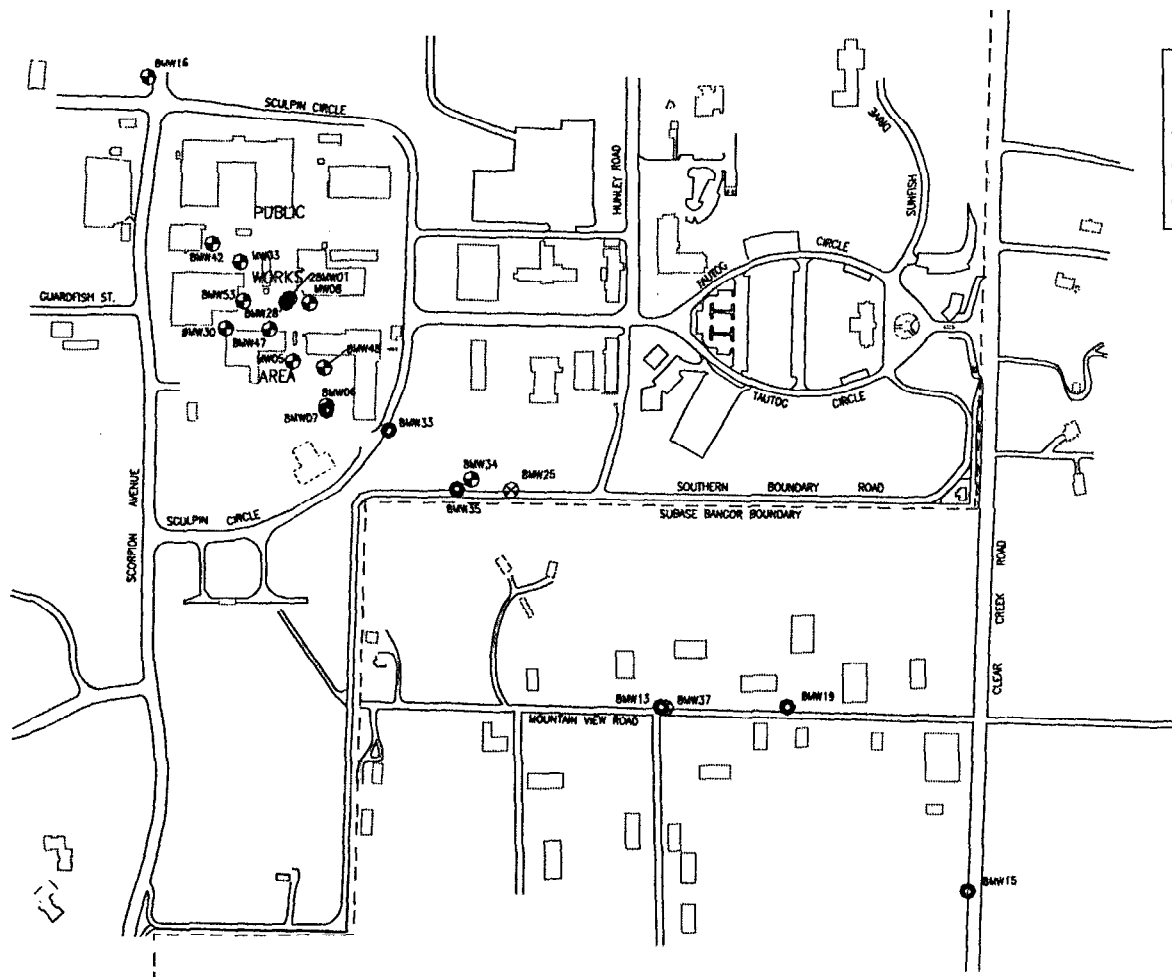 BMW16
SCULPIN CIRCLE
DRIVE
SUNFISH
HUNLEY ROAD
PUBLIC
BMW42
MW03
CIRCLE
WORKS
2BMW01
TAUTOG
GUARDFISH ST.
BMW53
MW08
BMW28
BMW30
BMW47
BMW48
MW05
AREA
BMW06
TAUTOG CIRCLE
BMW07
BMW33
BMW34
BMW25
SCORPION AVENUE
BMW35
SOUTHERN BOUNDARY ROAD
SCULPIN CIRCLE
SUBASE BANGOR BOUNDARY
CLEAR CREEK ROAD
BMW13
BMW37
BMW19
MOUNTAIN VIEW ROAD
BMW15